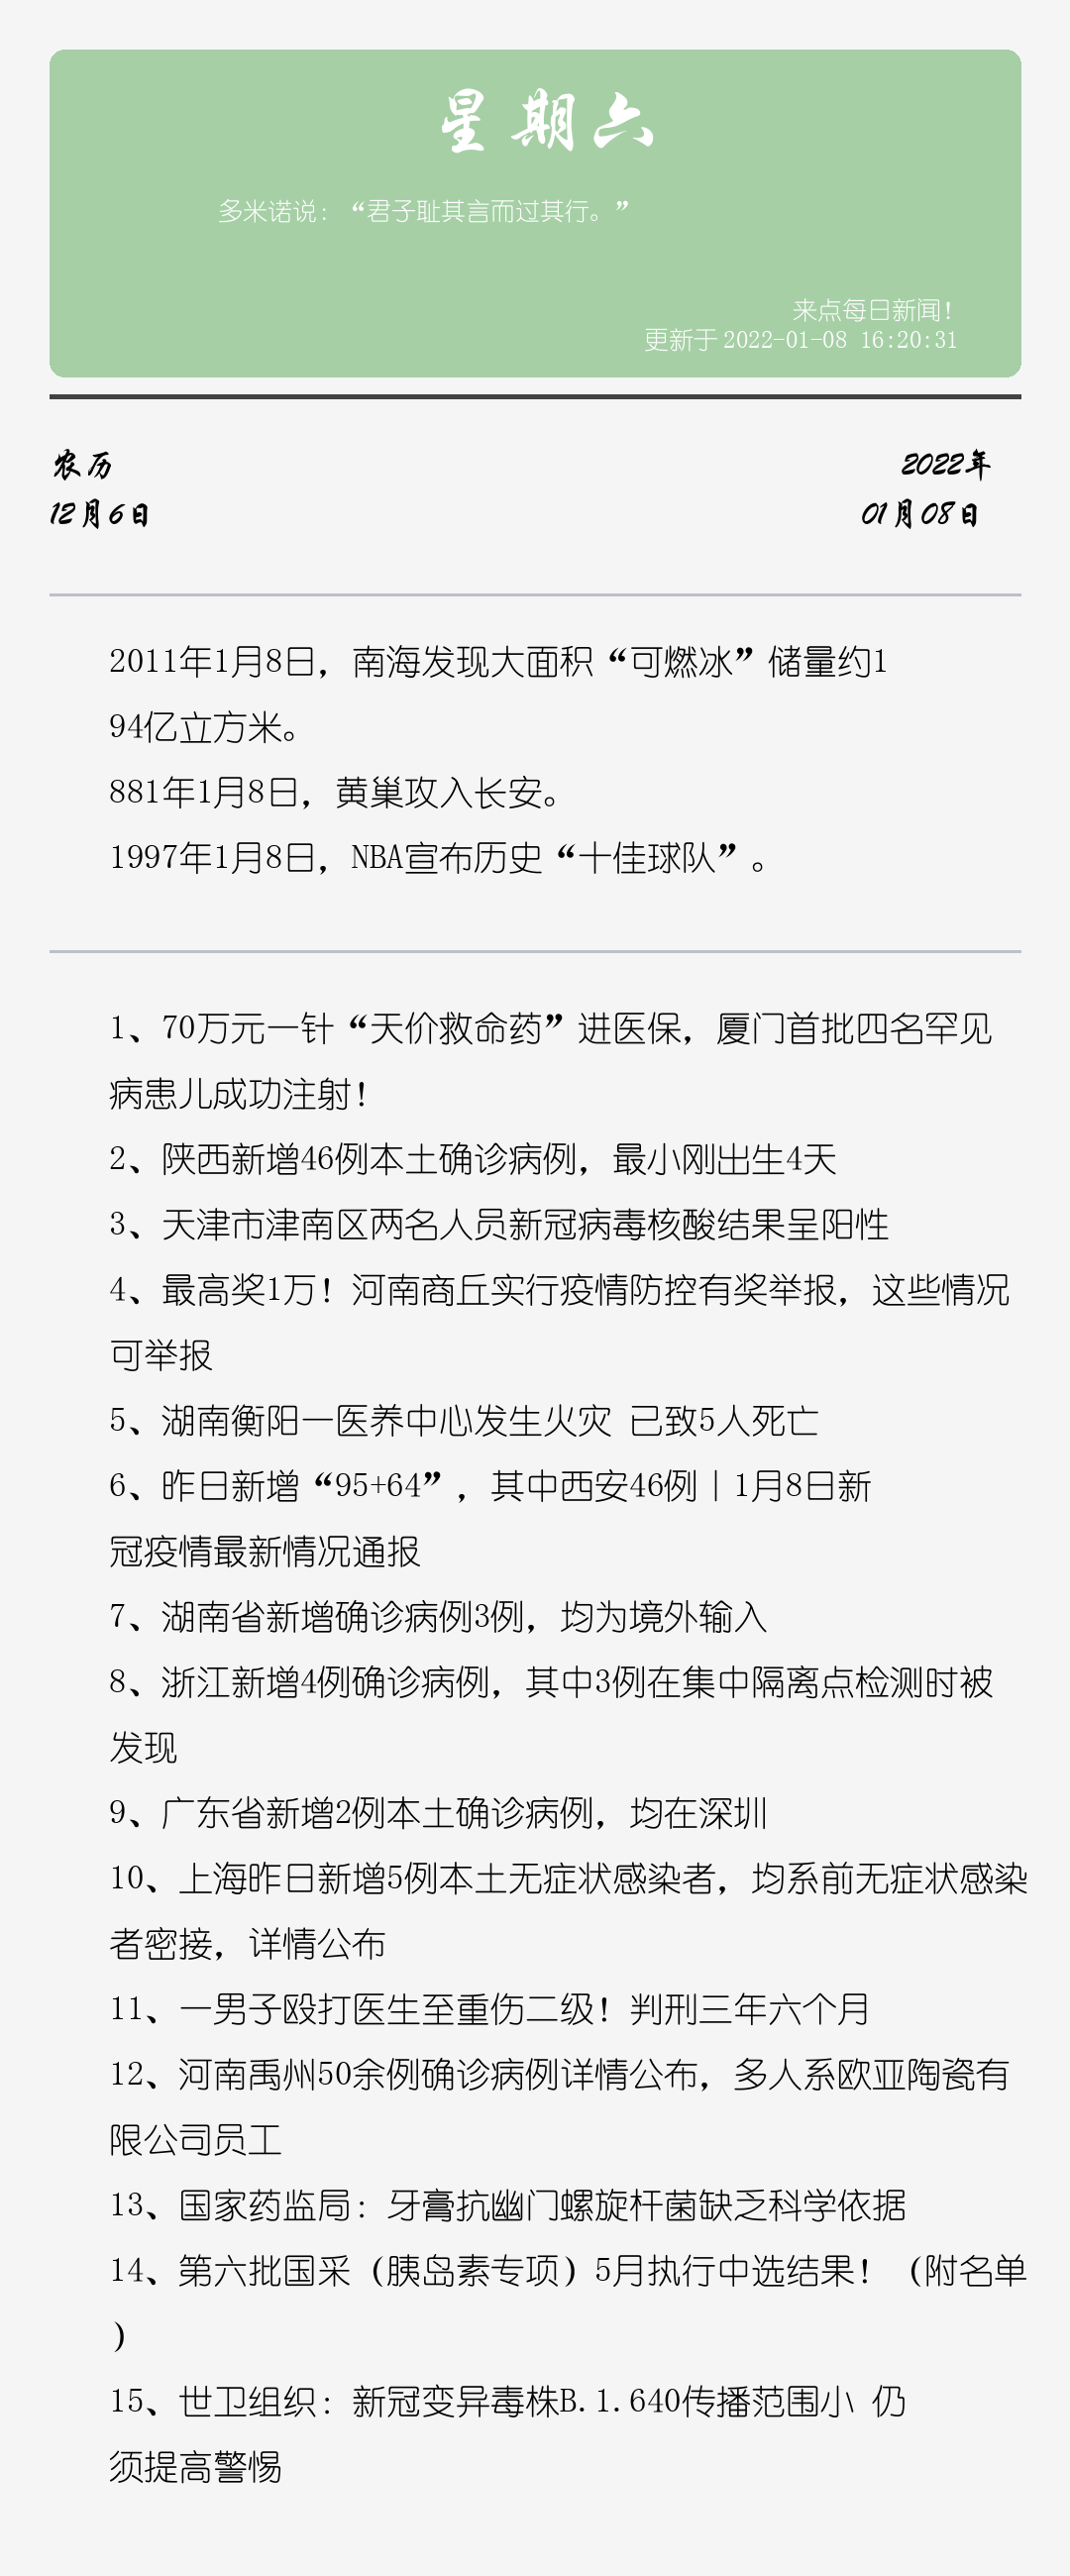 星期六
多米诺说：“君子耻其言而过其行。”
来点每日新闻！
更新于 2022-01-08 16:20:31
农历
2022年
12月6日
01月08日
2011年1月8日，南海发现大面积“可燃冰”储量约1
94亿立方米。
881年1月8日，黄巢攻入长安。
1997年1月8日，NBA宣布历史“十佳球队”。
1、70万元一针“天价救命药”进医保，厦门首批四名罕见
病患儿成功注射！
2、陕西新增46例本土确诊病例，最小刚出生4天
3、天津市津南区两名人员新冠病毒核酸结果呈阳性
4、最高奖1万！河南商丘实行疫情防控有奖举报，这些情况
可举报
5、湖南衡阳一医养中心发生火灾 已致5人死亡
6、昨日新增“95+64”，其中西安46例｜1月8日新
冠疫情最新情况通报
7、湖南省新增确诊病例3例，均为境外输入
8、浙江新增4例确诊病例，其中3例在集中隔离点检测时被
发现
9、广东省新增2例本土确诊病例，均在深圳
10、上海昨日新增5例本土无症状感染者，均系前无症状感染
者密接，详情公布
11、一男子殴打医生至重伤二级！判刑三年六个月
12、河南禹州50余例确诊病例详情公布，多人系欧亚陶瓷有
限公司员工
13、国家药监局：牙膏抗幽门螺旋杆菌缺乏科学依据
14、第六批国采（胰岛素专项）5月执行中选结果！（附名单
）
15、世卫组织：新冠变异毒株B.1.640传播范围小 仍
须提高警惕